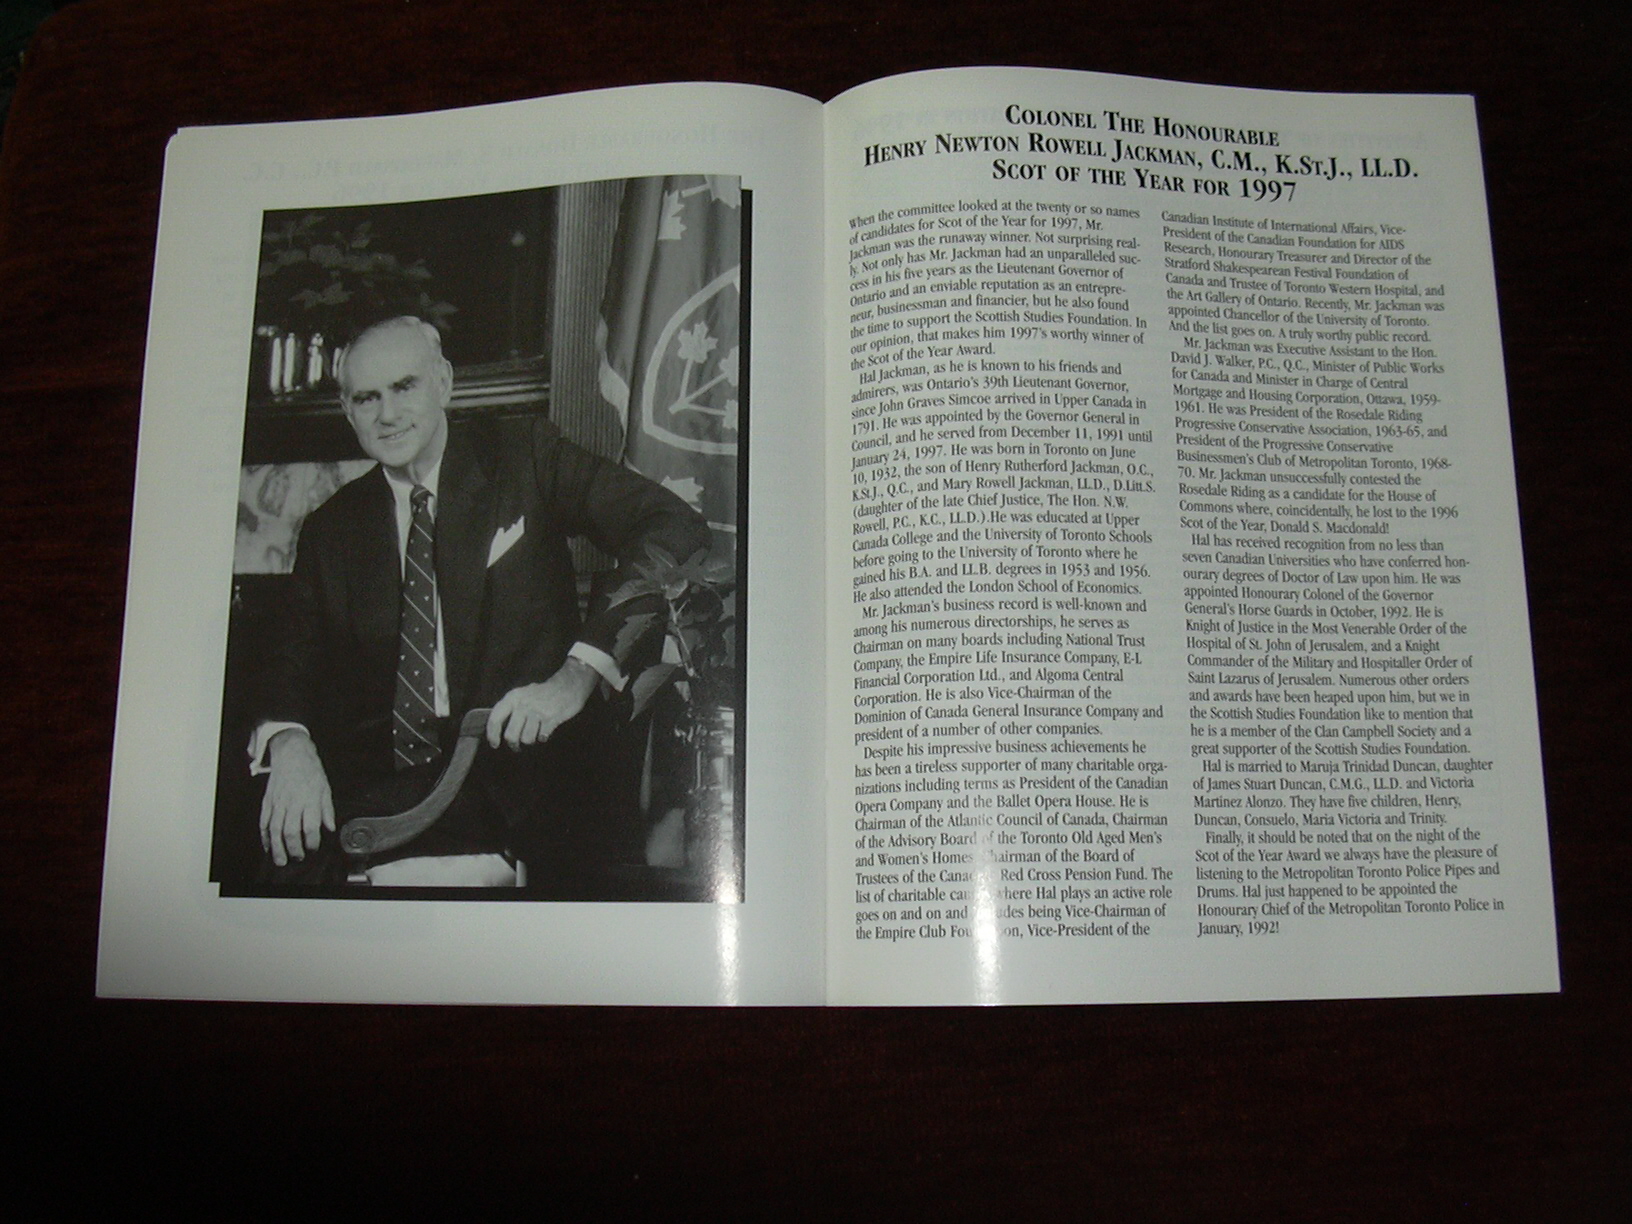 COLONEL THE HONOURABLE
HENRY NEWTON ROWELL JACKMAN, C.M., K.ST.J., LL.D.
SCOT OF THE YEAR FOR 1997
When the committee looked at the twenty or so names
of candidates for Scot of the Year for 1997, Mr.
Jackman was the runaway winner. Not surprising real-
ly. Not only has Mr. Jackman had an unparalleled suc-
cess in his five years as the Lieutenant Governor of
Ontario and an enviable reputation as an entrepre-
neur, businessman and financier, but he also found
the time to support the Scottish Studies Foundation. In
our opinion, that makes him 1997's worthy winner of
the Scot of the Year Award.
Hal Jackman, as he is known to his friends and
admirers, was Ontario's 39th Lieutenant Governor,
since John Graves Simcoe arrived in Upper Canada in
1791. He was appointed by the Governor General in
Council, and he served from December 11, 1991 until
January 24, 1997. He was born in Toronto on June
10, 1932, the son of Henry Rutherford Jackman, O.C.,
K.St.J., Q.C., and Mary Rowell Jackman, LL.D., D.Litt.S.
(daughter of the late Chief Justice, The Hon. N.W.
Rowell, P.C., K.C., LL.D.).He was educated at Upper
Canada College and the University of Toronto Schools
before going to the University of Toronto where he
gained his B.A. and LL.B. degrees in 1953 and 1956.
He also attended the London School of Economics.
Mr. Jackman's business record is well-known and
among his numerous directorships, he serves as
Chairman on many boards including National Trust
Company, the Empire Life Insurance Company, E-L
Financial Corporation Ltd., and Algoma Central
Corporation. He is also Vice-Chairman of the
Dominion of Canada General Insurance Company and
president of a number of other companies.
Despite his impressive business achievements he
has been a tireless supporter of many charitable orga-
nizations including terms as President of the Canadian
Opera Company and the Ballet Opera House. He is
Chairman of the Atlantic Council of Canada, Chairman
of the Advisory Board of the Toronto Old Aged Men's
and Women's Homes Chairman of the Board of
Trustees of the Red Cross Pension Fund. The
list of charitable where Hal plays an active role
goes on and on and includes being Vice-Chairman of
the Empire Club Foundation, Vice-President of the
Canadian Institute of International Affairs, Vice-
President of the Canadian Foundation for AIDS
Research, Honourary Treasurer and Director of the
Stratford Shakespearean Festival Foundation of
Canada and Trustee of Toronto Western Hospital, and
the Art Gallery of Ontario. Recently, Mr. Jackman was
appointed Chancellor of the University of Toronto.
And the list goes on. A truly worthy public record.
Mr. Jackman was Executive Assistant to the Hon.
David J. Walker, P.C., Q.C., Minister of Public Works
for Canada and Minister in Charge of Central
Mortgage and Housing Corporation, Ottawa, 1959-
1961. He was President of the Rosedale Riding
Progressive Conservative Association, 1963-65, and
President of the Progressive Conservative
Businessmen's Club of Metropolitan Toronto, 1968-
70. Mr. Jackman unsuccessfully contested the
Rosedale Riding as a candidate for the House of
Commons where, coincidentally, he lost to the 1996
Scot of the Year, Donald S. Macdonald!
Hal has received recognition from no less than
seven Canadian Universities who have conferred hon-
ourary degrees of Doctor of Law upon him. He was
appointed Honourary Colonel of the Governor
General's Horse Guards in October, 1992. He is
Knight of Justice in the Most Venerable Order of the
Hospital of St. John of Jerusalem, and a Knight
Commander of the Military and Hospitaller Order of
Saint Lazarus of Jerusalem. Numerous other orders
and awards have been heaped upon him, but we in
the Scottish Studies Foundation like to mention that
he is a member of the Clan Campbell Society and a
great supporter of the Scottish Studies Foundation.
Hal is married to Maruja Trinidad Duncan, daughter
of James Stuart Duncan, C.M.G., LL.D. and Victoria
Martinez Alonzo. They have five children, Henry,
Duncan, Consuelo, Maria Victoria and Trinity.
Finally, it should be noted that on the night of the
Scot of the Year Award we always have the pleasure of
listening to the Metropolitan Toronto Police Pipes and
Drums. Hal just happened to be appointed the
Honourary Chief of the Metropolitan Toronto Police in
January, 1992!